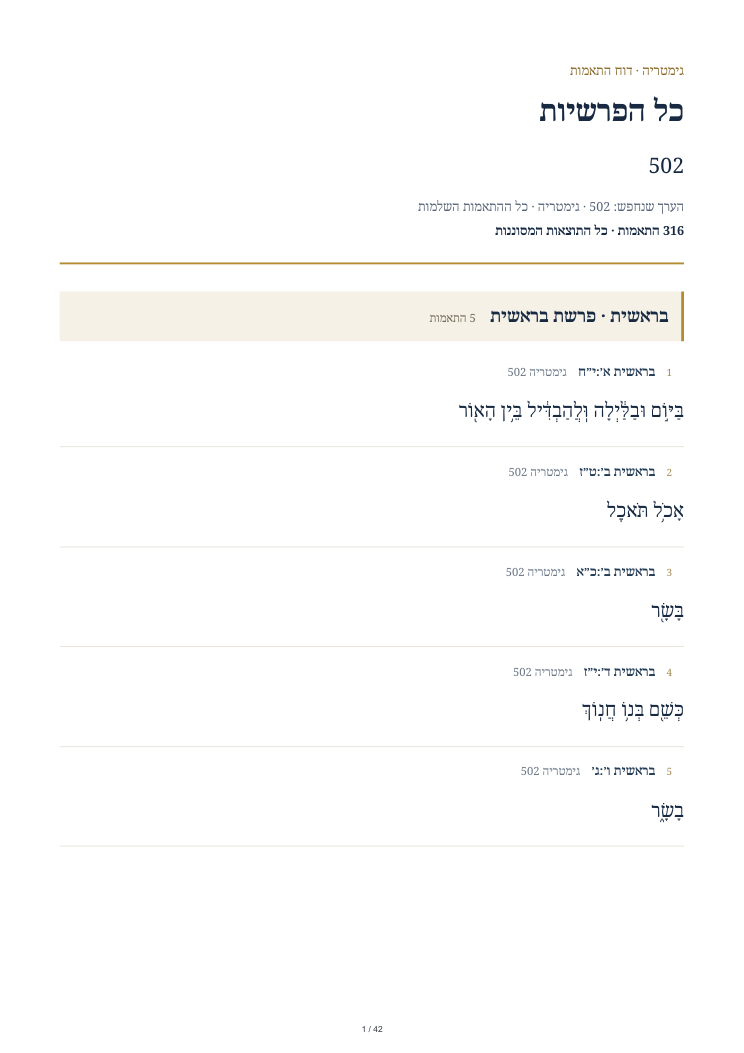 גימטריה · דוח התאמות
כל הפרשיות
502
הערך שנחפש: 502 · גימטריה · כל ההתאמות השלמות
316 התאמות · כל התוצאות המסוננות
בראשית · פרשת בראשית 5 התאמות
1 בראשית א׳:י״ח גימטריה 502
בַּיּ֣וֹם וּבַלַּ֔יְלָה וּֽלֲהַבְדִּ֔יל בֵּ֥ין הָא֖וֹר
2 בראשית ב׳:ט״ז גימטריה 502
אָכֹ֥ל תֹּאכֵֽל
3 בראשית ב׳:כ״א גימטריה 502
בָּשָׂ֖ר
4 בראשית ד׳:י״ז גימטריה 502
כְּשֵׁ֖ם בְּנ֥וֹ חֲנֽוֹךְ
5 בראשית ו׳:ג׳ גימטריה 502
בָשָׂ֑ר
1 / 42